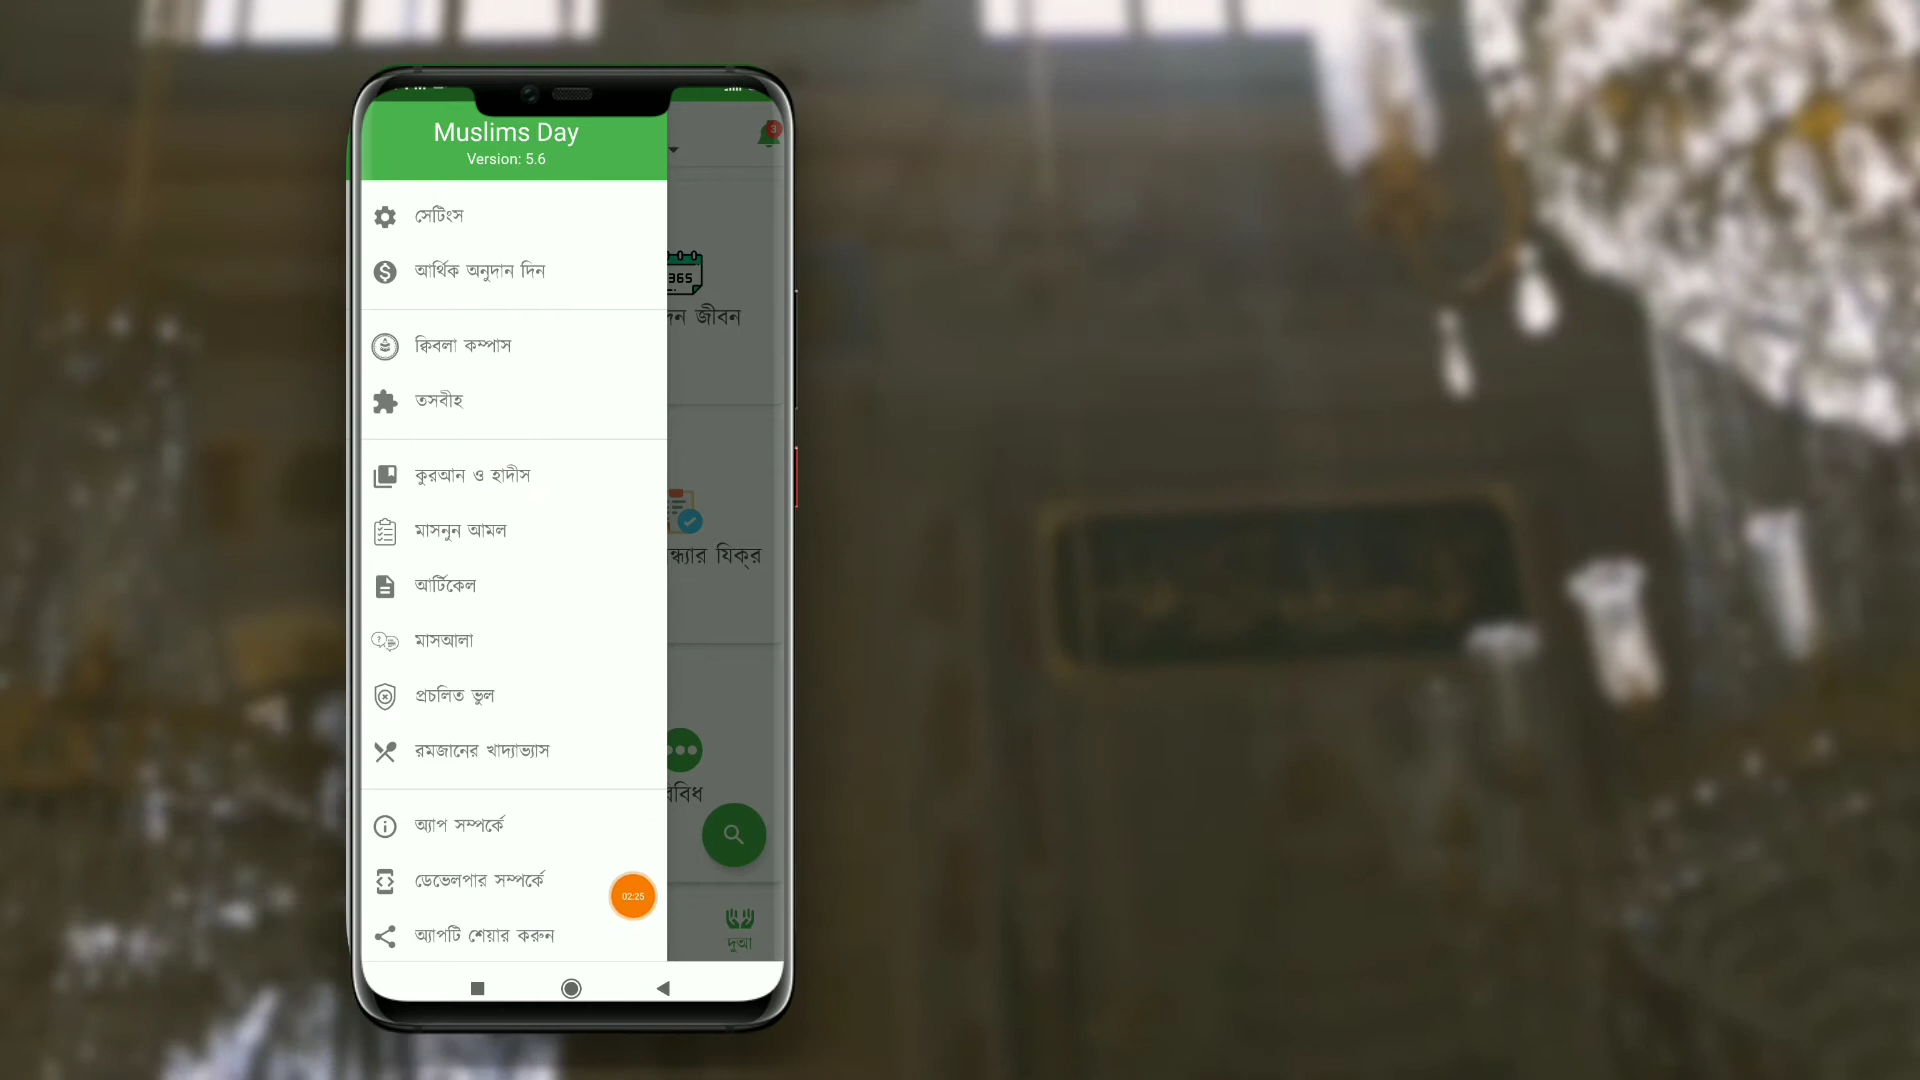 Muslims Day
Version: 5.6
3
সেটিংস
আর্থিক অনুদান দিন
365
জীবন
ক্বিবলা কম্পাস
তসবীহ
কুরআন ও হাদীস
মাসনুন আমল
যিক্‌র
আর্টিকেল
মাসআলা
প্রচলিত ভুল
রমজানের খাদ্যাভ্যাস
অ্যাপ সম্পর্কে
ডেভেলপার সম্পর্কে
02:25
অ্যাপটি শেয়ার করুন
দুআ